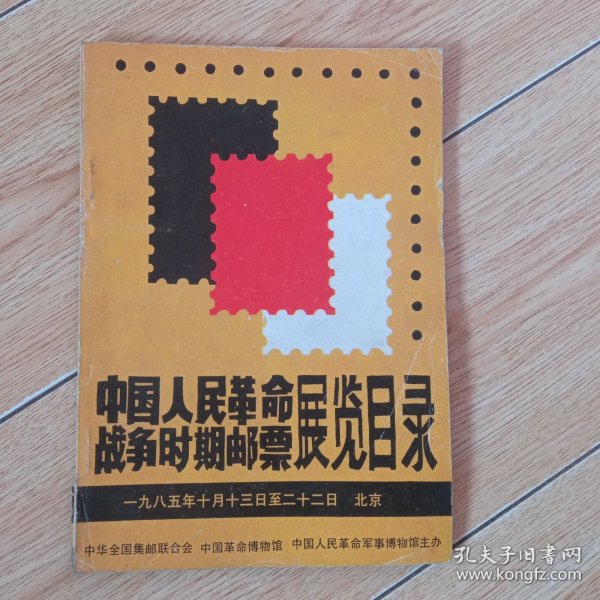 中国人民革命
战争时期邮票
展览目录
一九八五年十月十三日至二十二日 北京
中华全国集邮联合会 中国革命博物馆 中国人民革命军事博物馆主办
孔夫子旧书网
www.kongfz.com